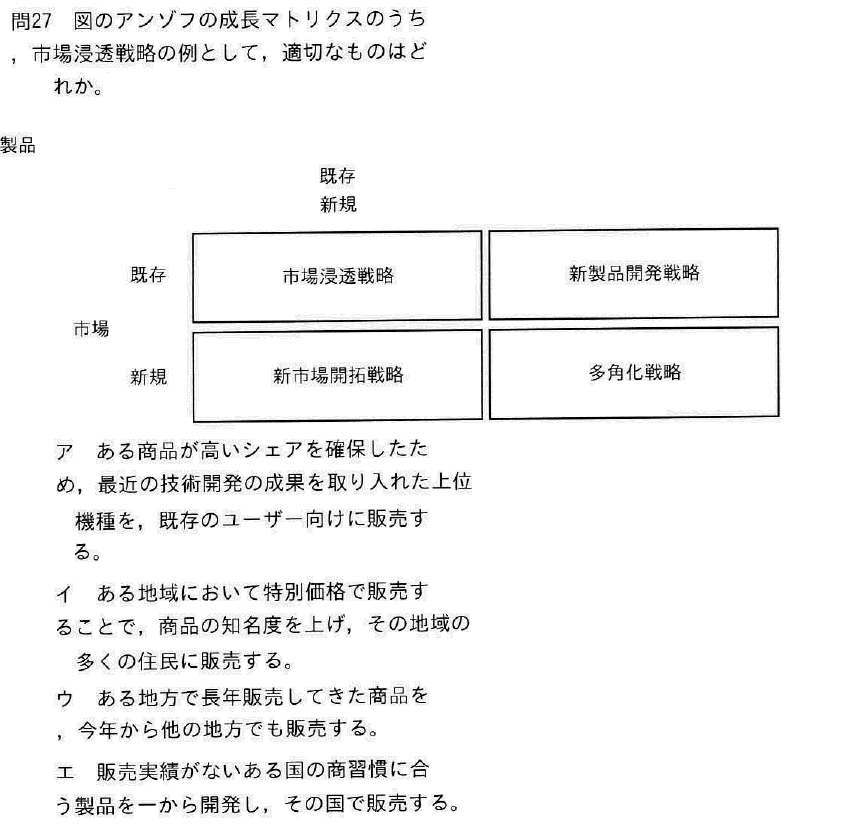 問27　図のアンゾフの成長マトリクスのうち
，市場浸透戦略の例として，適切なものはど
れか。
製品
既存
新規
既存
市場浸透戦略
新製品開発戦略
市場
新規
新市場開拓戦略
多角化戦略
ア　ある商品が高いシェアを確保したた
め，最近の技術開発の成果を取り入れた上位
機種を，既存のユーザー向けに販売す
る。
イ　ある地域において特別価格で販売す
ることで，商品の知名度を上げ，その地域の
多くの住民に販売する。
ウ　ある地方で長年販売してきた商品を
，今年から他の地方でも販売する。
エ　販売実績がないある国の商習慣に合
う製品を一から開発し，その国で販売する。